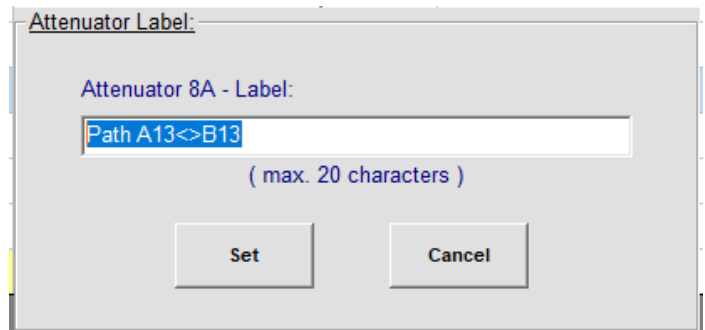 Attenuator Label:
Attenuator 8A - Label:
Path A13<>B13
( max. 20 characters )
Set
Cancel